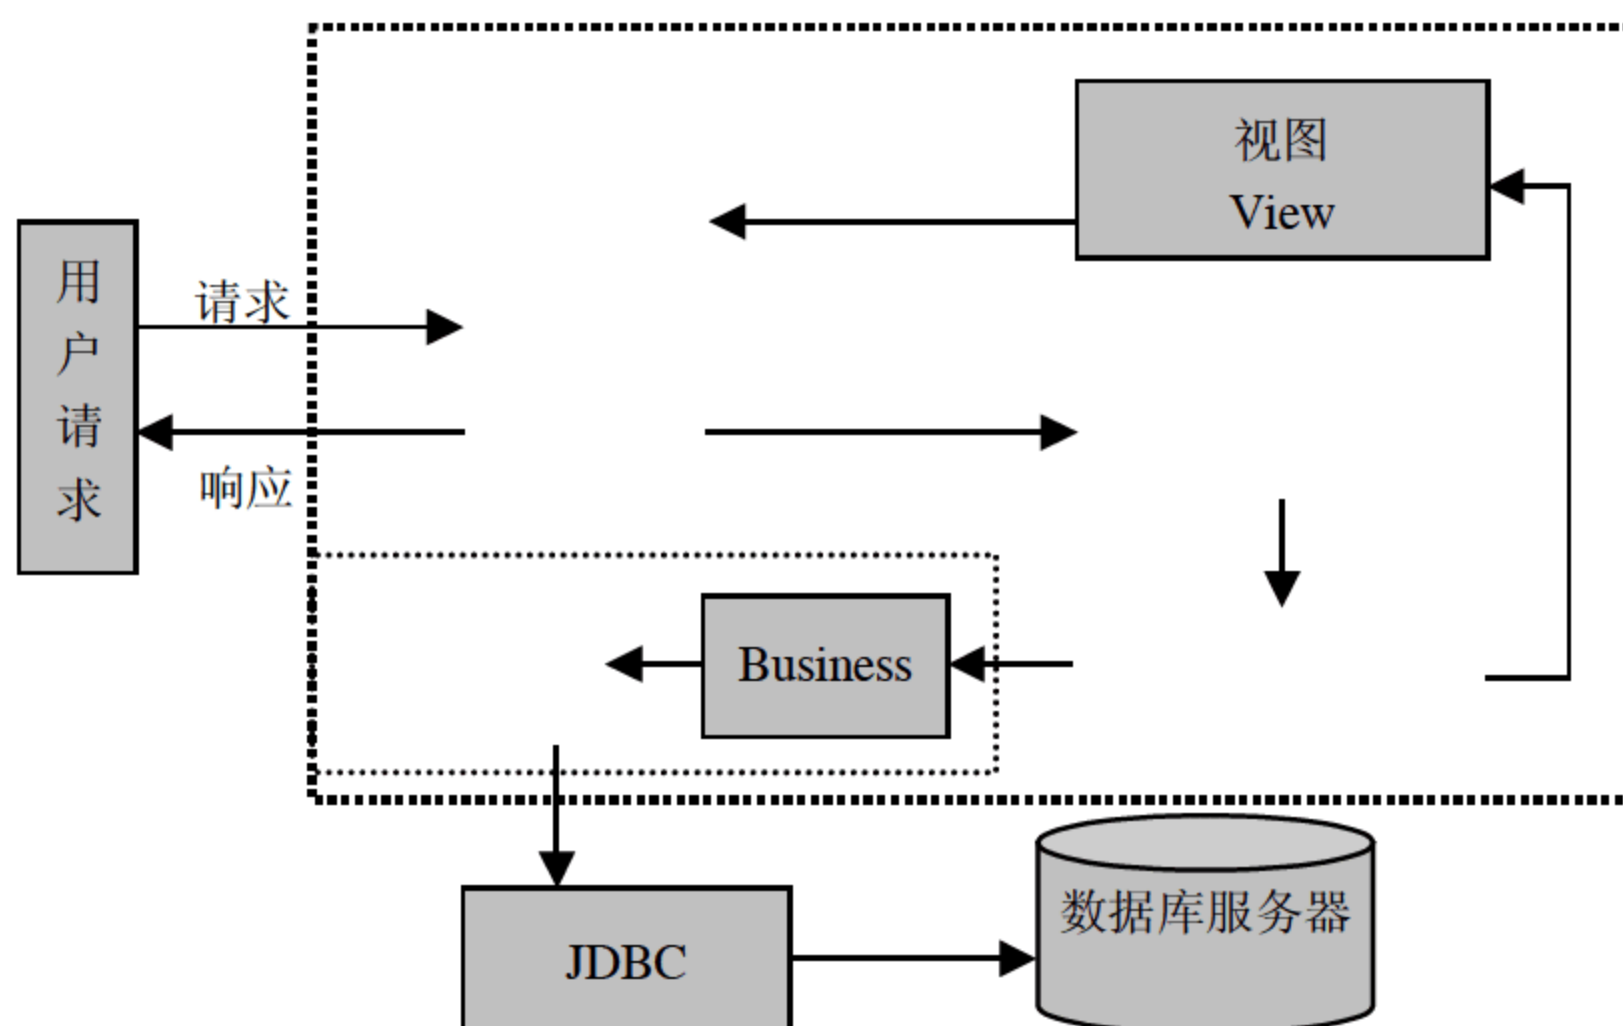 视图
View
用
户
请
求
请求
响应
Business
数据库服务器
JDBC